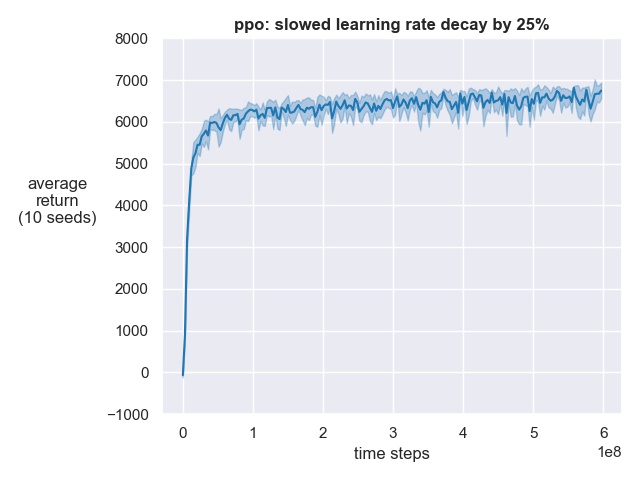 ppo: slowed learning rate decay by 25%
8000
7000
6000
5000
4000
3000
2000
1000
0
−1000
average
return
(10 seeds)
0 1 2 3 4 5 6
1e8
time steps